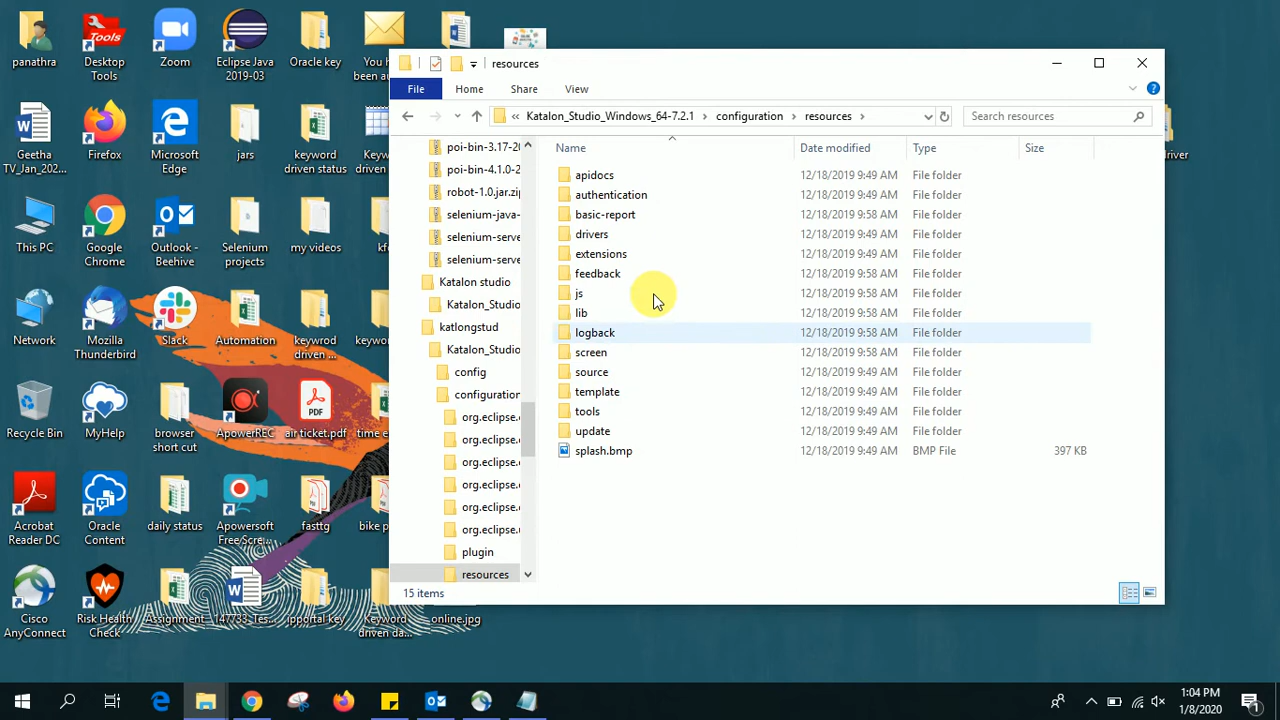 panathra
Desktop
Tools
Zoom
Eclipse Java
2019-03
Oracle key
You h
been au
Geetha
TV_Jan_202...
Firefox
Microsoft
Edge
jars
keyword
driven status
Keyw
driven
This PC
Google
Chrome
Outlook -
Beehive
Selenium
projects
my videos
kf
Network
Mozilla
Thunderbird
Slack
Automation
keywrod
driven ...
Recycle Bin
MyHelp
browser
short cut
ApowerREC
PDF
air ticket.pdf
time e
Acrobat
Reader DC
Oracle
Content
daily status
Apowersoft
Free Scre...
fasttg
bike p
Cisco
AnyConnect
Risk Health
Check
Assignment_
147733_Tes...
ipportal key
Keyword
driven da...
online.jpg
river
resources
File
Home
Share
View
Katalon_Studio_Windows_64-7.2.1 > configuration > resources >
Search resources
poi-bin-3.17-20
poi-bin-4.1.0-2
robot-1.0.jar.zip
selenium-java-
selenium-serve
selenium-serve
Katalon studio
Katalon_Studio
katlongstud
Katalon_Studio
config
configuration
org.eclipse.
org.eclipse.
org.eclipse.
org.eclipse.
org.eclipse.
org.eclipse.
plugin
resources
Name Date modified Type Size
apidocs 12/18/2019 9:49 AM File folder
authentication 12/18/2019 9:49 AM File folder
basic-report 12/18/2019 9:58 AM File folder
drivers 12/18/2019 9:49 AM File folder
extensions 12/18/2019 9:58 AM File folder
feedback 12/18/2019 9:58 AM File folder
js 12/18/2019 9:58 AM File folder
lib 12/18/2019 9:58 AM File folder
logback 12/18/2019 9:58 AM File folder
screen 12/18/2019 9:58 AM File folder
source 12/18/2019 9:49 AM File folder
template 12/18/2019 9:49 AM File folder
tools 12/18/2019 9:49 AM File folder
update 12/18/2019 9:49 AM File folder
splash.bmp 12/18/2019 9:49 AM BMP File 397 KB
15 items
1:04 PM
1/8/2020
1